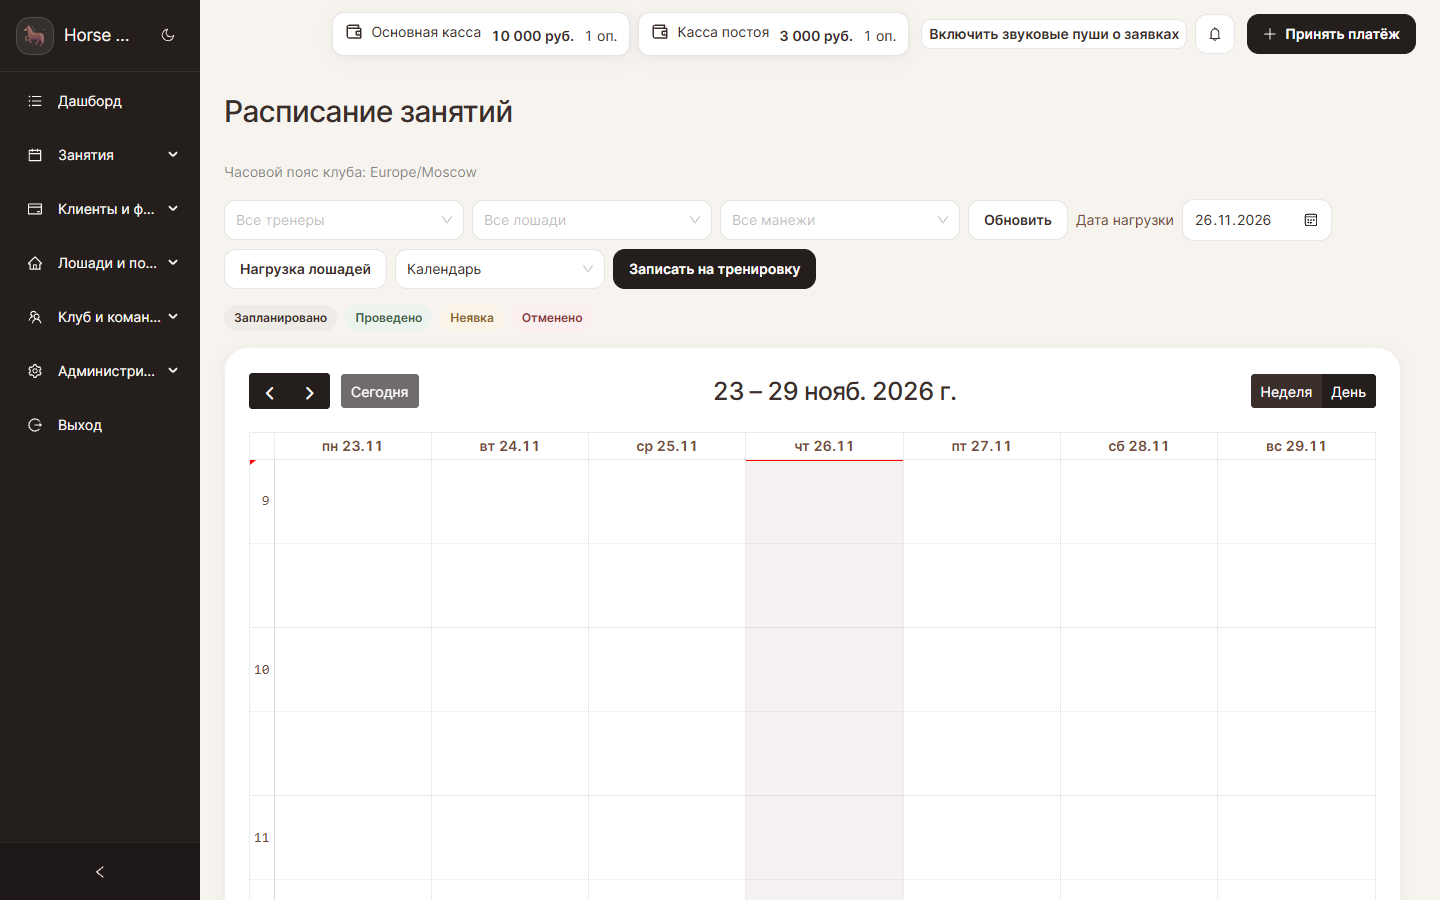 Horse ...
Основная касса 10 000 руб. 1 оп.
Касса постоя 3 000 руб. 1 оп.
Включить звуковые пуши о заявках
Принять платёж
Дашборд
Занятия
Клиенты и ф...
Лошади и по...
Клуб и коман...
Администри...
Выход
Расписание занятий
Часовой пояс клуба: Europe/Moscow
Все тренеры
Все лошади
Все манежи
Обновить
Дата нагрузки
26.11.2026
Нагрузка лошадей
Календарь
Записать на тренировку
Запланировано
Проведено
Неявка
Отменено
Сегодня
23 – 29 нояб. 2026 г.
Неделя
День
пн 23.11
вт 24.11
ср 25.11
чт 26.11
пт 27.11
сб 28.11
вс 29.11
9
10
11